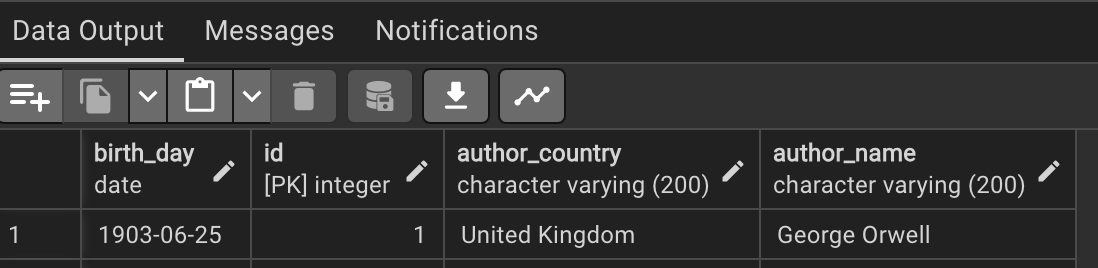 Data Output Messages Notifications
birth_day id author_country author_name
date [PK] integer character varying (200) character varying (200)
1 1903-06-25 1 United Kingdom George Orwell